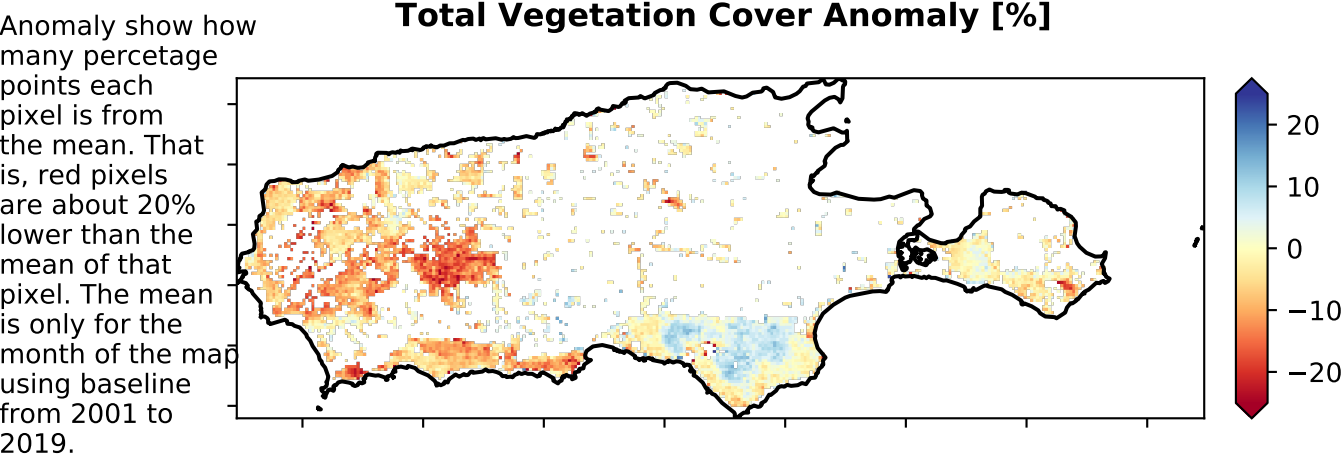 Total Vegetation Cover Anomaly [%]
Anomaly show how
many percetage
points each
pixel is from
the mean. That
is, red pixels
are about 20%
lower than the
mean of that
pixel. The mean
is only for the
month of the map
using baseline
from 2001 to
2019.
20
10
0
−10
−20